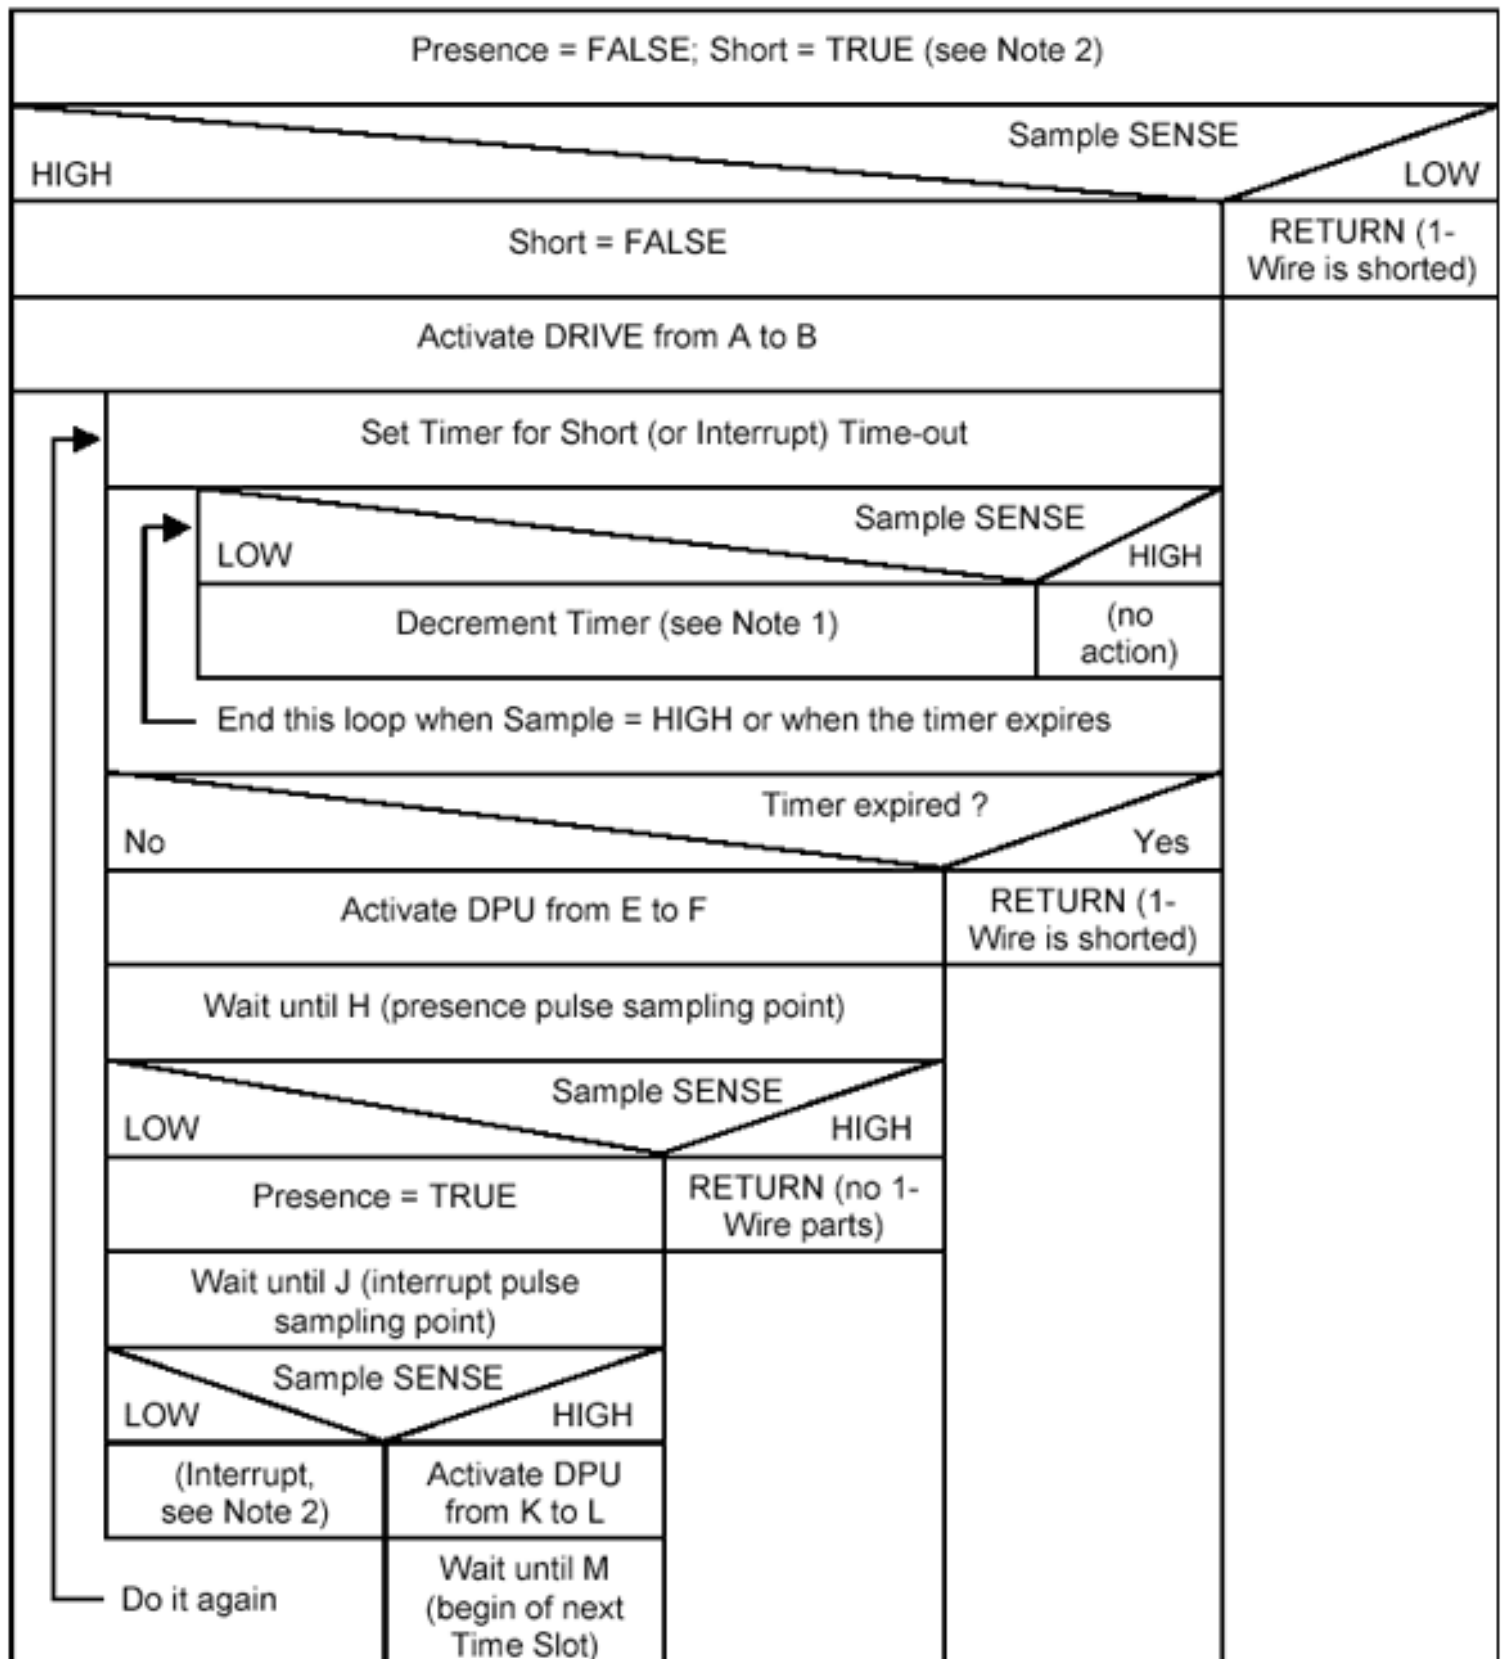 Presence = FALSE; Short = TRUE (see Note 2)
Sample SENSE
HIGH
LOW
Short = FALSE
RETURN (1-
Wire is shorted)
Activate DRIVE from A to B
Set Timer for Short (or Interrupt) Time-out
Sample SENSE
LOW
HIGH
Decrement Timer (see Note 1)
(no
action)
End this loop when Sample = HIGH or when the timer expires
Timer expired ?
No
Yes
Activate DPU from E to F
RETURN (1-
Wire is shorted)
Wait until H (presence pulse sampling point)
Sample SENSE
LOW
HIGH
Presence = TRUE
RETURN (no 1-
Wire parts)
Wait until J (interrupt pulse
sampling point)
Sample SENSE
LOW
HIGH
(Interrupt,
see Note 2)
Activate DPU
from K to L
Do it again
Wait until M
(begin of next
Time Slot)